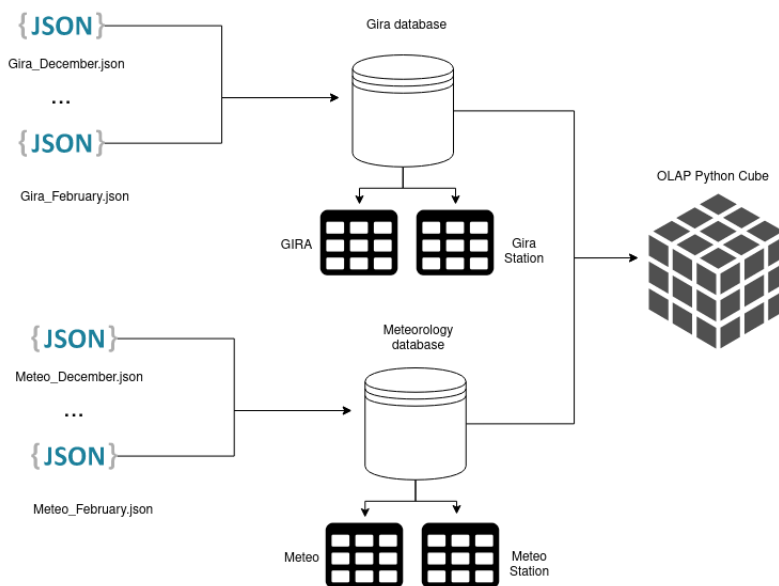 {JSON}
Gira_December.json
...
{JSON}
Gira_February.json
Gira database
GIRA
Gira
Station
OLAP Python Cube
{JSON}
Meteo_December.json
...
{JSON}
Meteo_February.json
Meteorology
database
Meteo
Meteo
Station